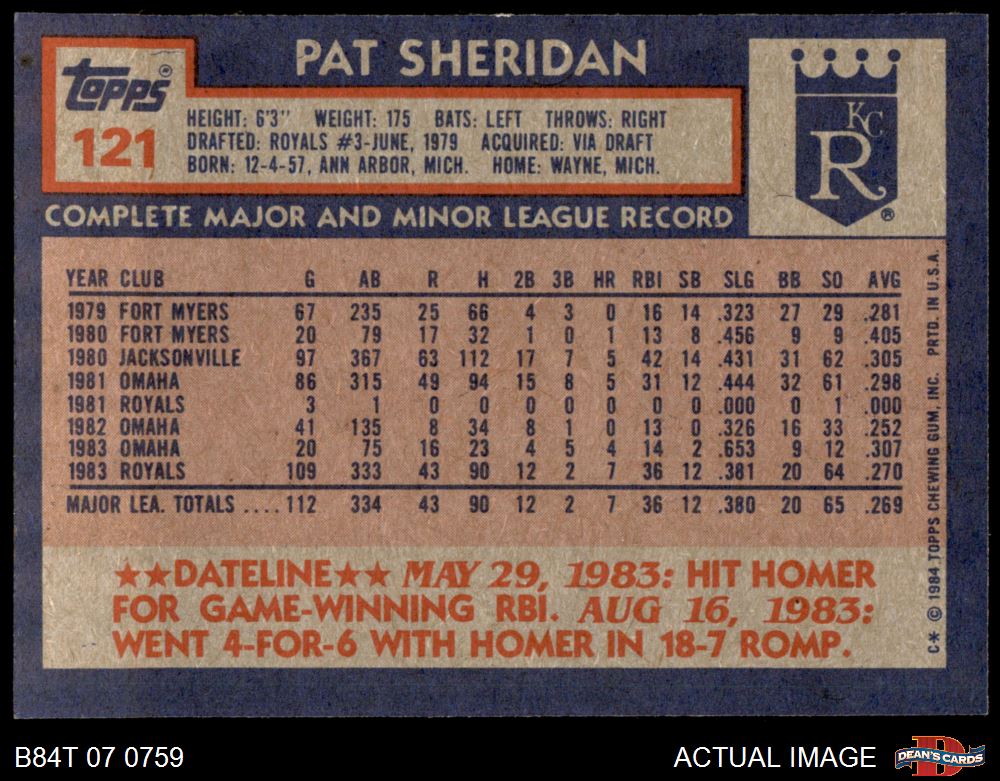 PAT SHERIDAN
Topps®
121
HEIGHT: 6'3" WEIGHT: 175 BATS: LEFT THROWS: RIGHT
DRAFTED: ROYALS #3-JUNE, 1979 ACQUIRED: VIA DRAFT
BORN: 12-4-57, ANN ARBOR, MICH. HOME: WAYNE, MICH.
KC
R®
COMPLETE MAJOR AND MINOR LEAGUE RECORD
YEAR CLUB G AB R H 2B 3B HR RBI SB SLG BB SO AVG
1979 FORT MYERS 67 235 25 66 4 3 0 16 14 .323 27 29 .281
1980 FORT MYERS 20 79 17 32 1 0 1 13 8 .456 9 9 .405
1980 JACKSONVILLE 97 367 63 112 17 7 5 42 14 .431 31 62 .305
1981 OMAHA 86 315 49 94 15 8 5 31 12 .444 32 61 .298
1981 ROYALS 3 1 0 0 0 0 0 0 0 .000 0 1 .000
1982 OMAHA 41 135 8 34 8 1 0 13 0 .326 16 33 .252
1983 OMAHA 20 75 16 23 4 5 4 14 2 .653 9 12 .307
1983 ROYALS 109 333 43 90 12 2 7 36 12 .381 20 64 .270
MAJOR LEA. TOTALS .... 112 334 43 90 12 2 7 36 12 .380 20 65 .269
★★DATELINE★★ MAY 29, 1983: HIT HOMER
FOR GAME-WINNING RBI. AUG 16, 1983:
WENT 4-FOR-6 WITH HOMER IN 18-7 ROMP.
C* © 1984 TOPPS CHEWING GUM, INC. PRTD. IN U.S.A.
B84T 07 0759
ACTUAL IMAGE
D
DEAN'S CARDS